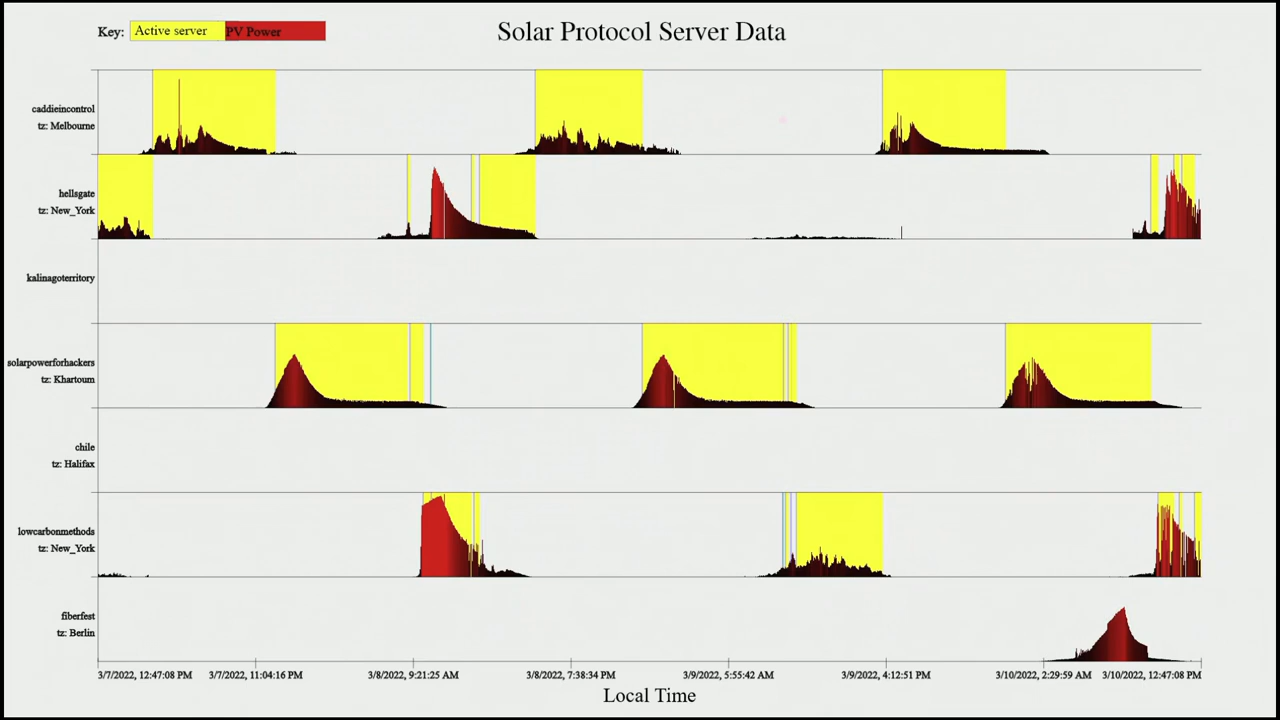 Solar Protocol Server Data
Key: Active server PV Power
caddieincontrol
tz: Melbourne
hellsgate
tz: New_York
kalinagoterritory
solarpowerforhackers
tz: Khartoum
chile
tz: Halifax
lowcarbonmethods
tz: New_York
fiberfest
tz: Berlin
3/7/2022, 12:47:08 PM 3/7/2022, 11:04:16 PM 3/8/2022, 9:21:25 AM 3/8/2022, 7:38:34 PM 3/9/2022, 5:55:42 AM 3/9/2022, 4:12:51 PM 3/10/2022, 2:29:59 AM 3/10/2022, 12:47:08 PM
Local Time